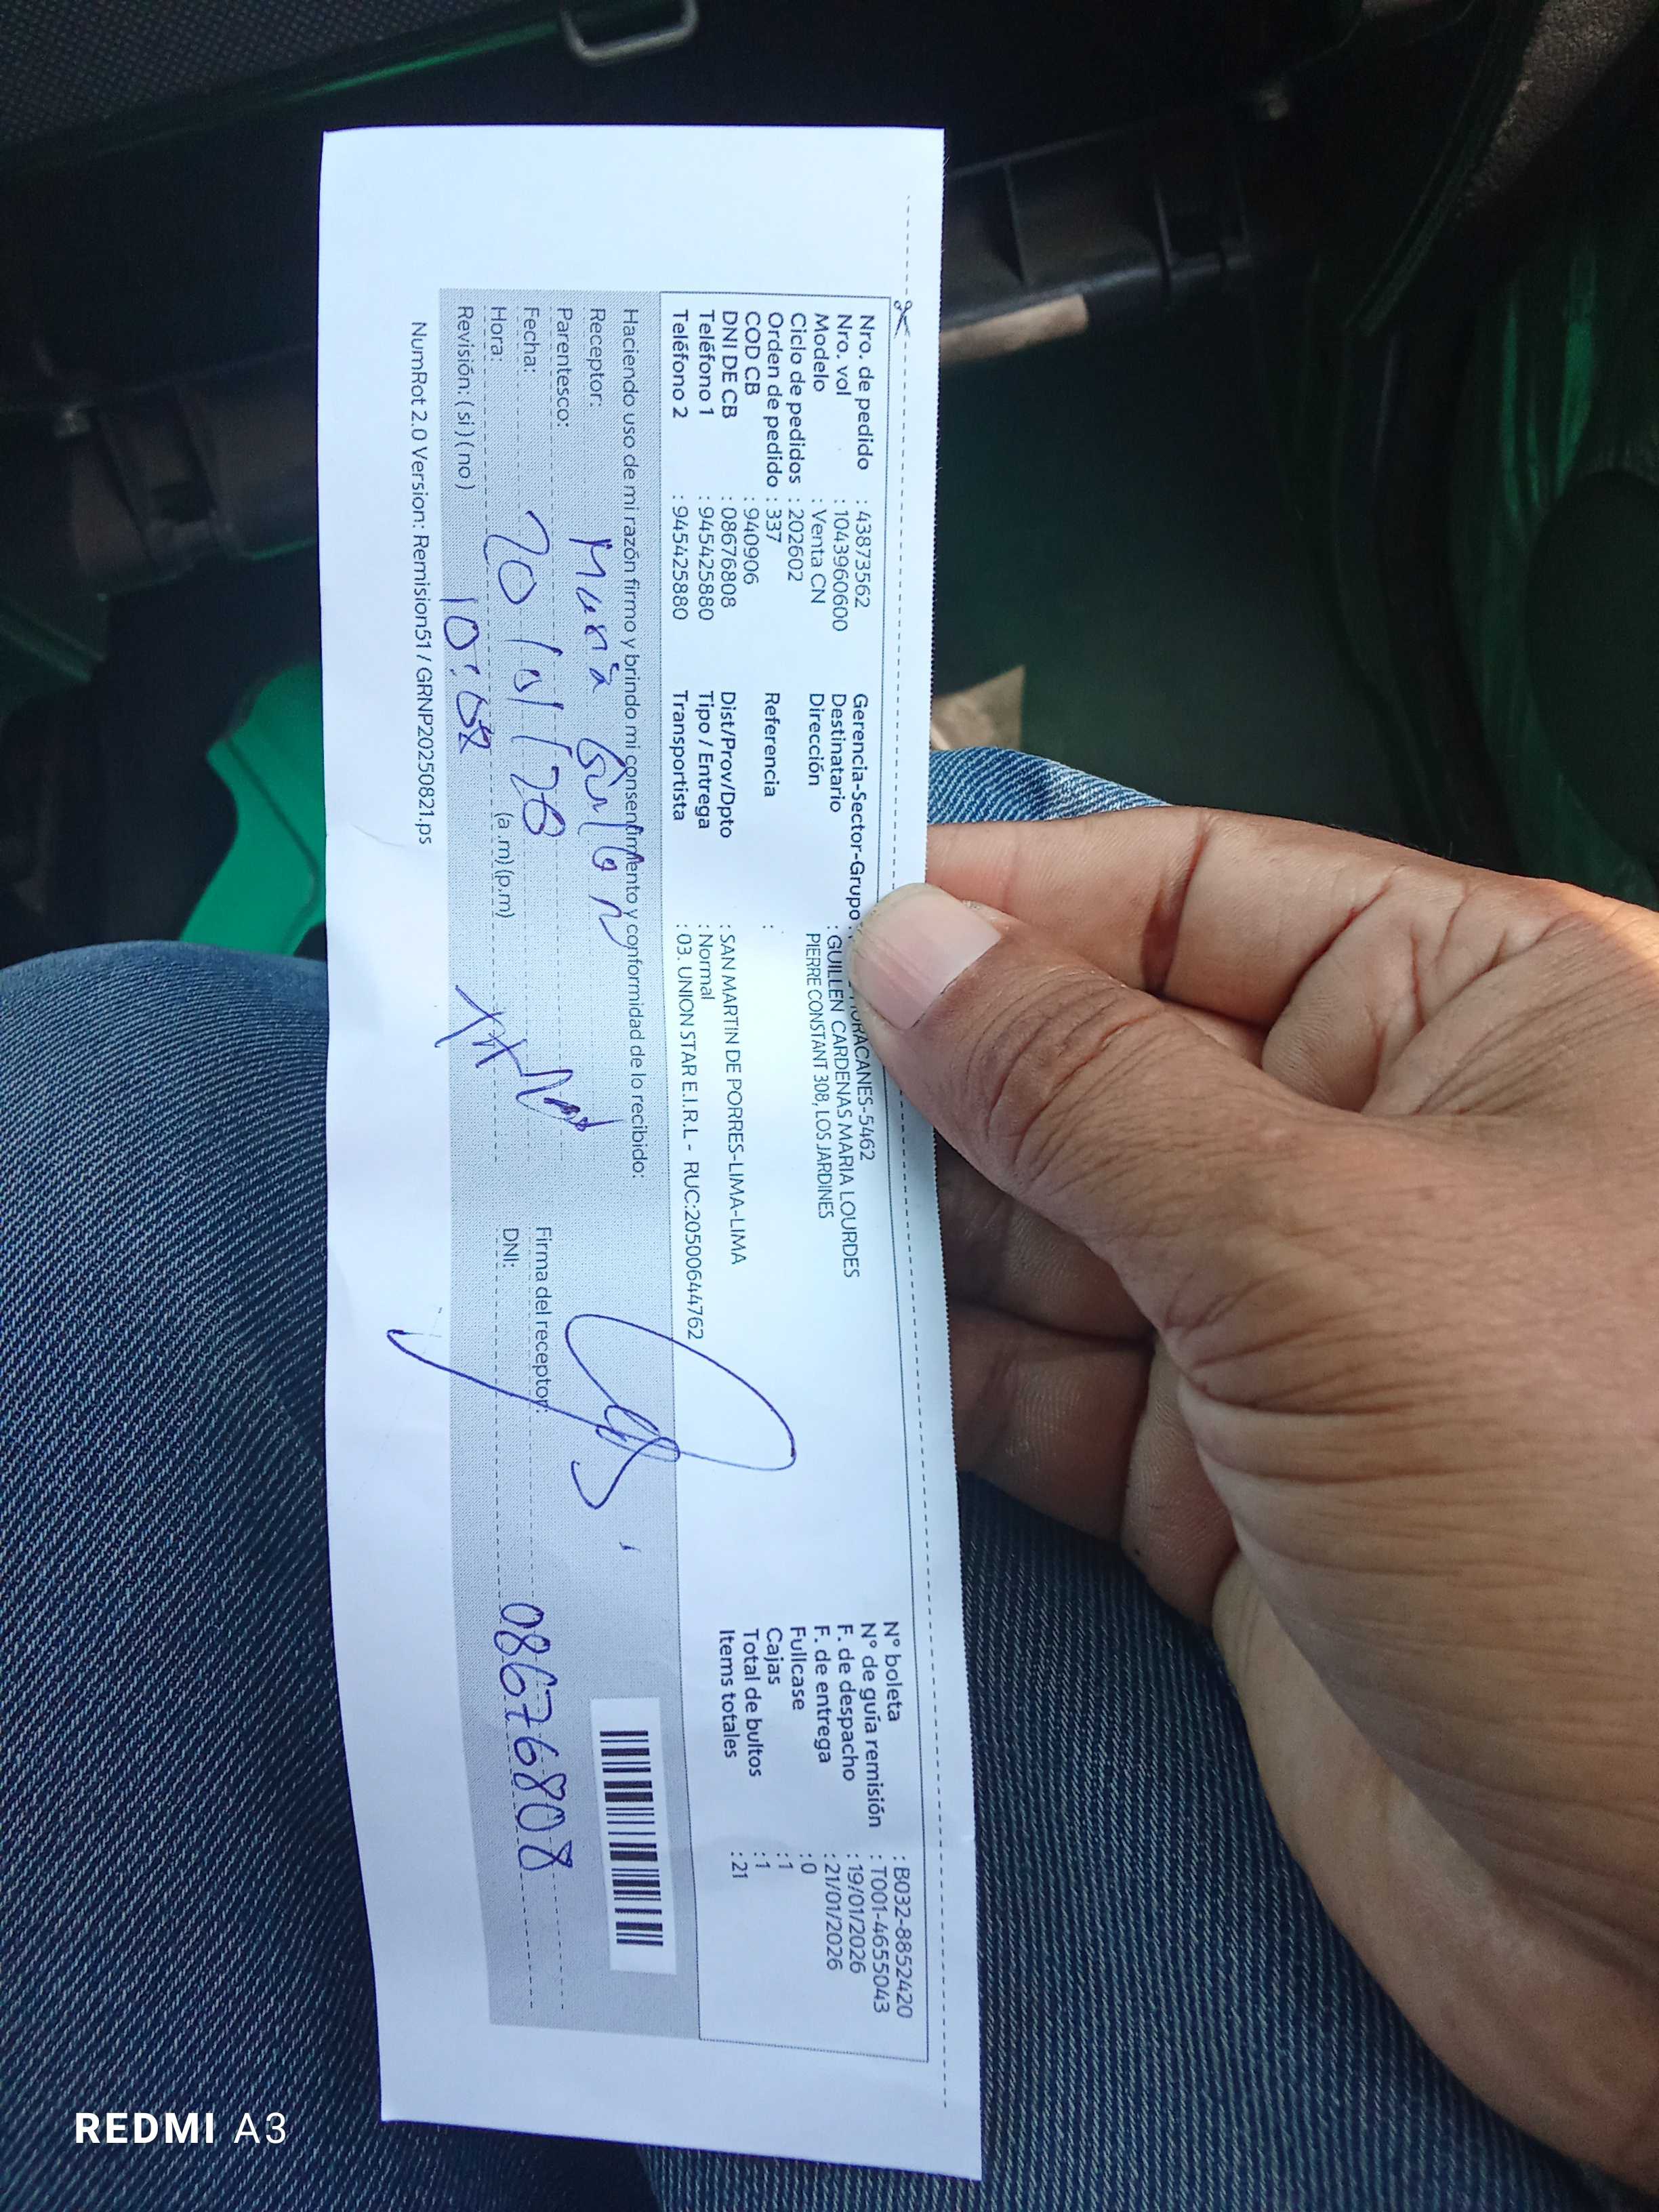 Nro. de pedido : 43873562
Nro. vol : 1043960600
Modelo : Venta CN
Ciclo de pedidos : 202602
Orden de pedido : 337
COD CB : 940906
DNI DE CB : 08676808
Teléfono 1 : 945425880
Teléfono 2 : 945425880
Gerencia-Sector-Grupo : HURACANES-5462
Destinatario : GUILLEN CARDENAS MARIA LOURDES
Dirección PIERRE CONSTANT 308, LOS JARDINES
Referencia :
Dist/Prov/Dpto : SAN MARTIN DE PORRES-LIMA-LIMA
Tipo / Entrega : Normal
Transportista : 03. UNION STAR E.I.R.L - RUC:20500644762
N° boleta : B032-8852420
N° de guía remisión : T001-4655043
F. de despacho : 19/01/2026
F. de entrega : 21/01/2026
Fullcase : 0
Cajas : 1
Total de bultos : 1
Items totales : 21
Haciendo uso de mi razón firmo y brindo mi consentimiento y conformidad de lo recibido:
Receptor:
Parentesco:
Fecha: 20/01/26
Hora: (a.m)(p.m)
Revisión: ( si ) ( no )
Firma del receptor:
DNI: 08676808
NumRot 2.0 Version: Remision51 / GRNP20250821.ps
REDMI A3